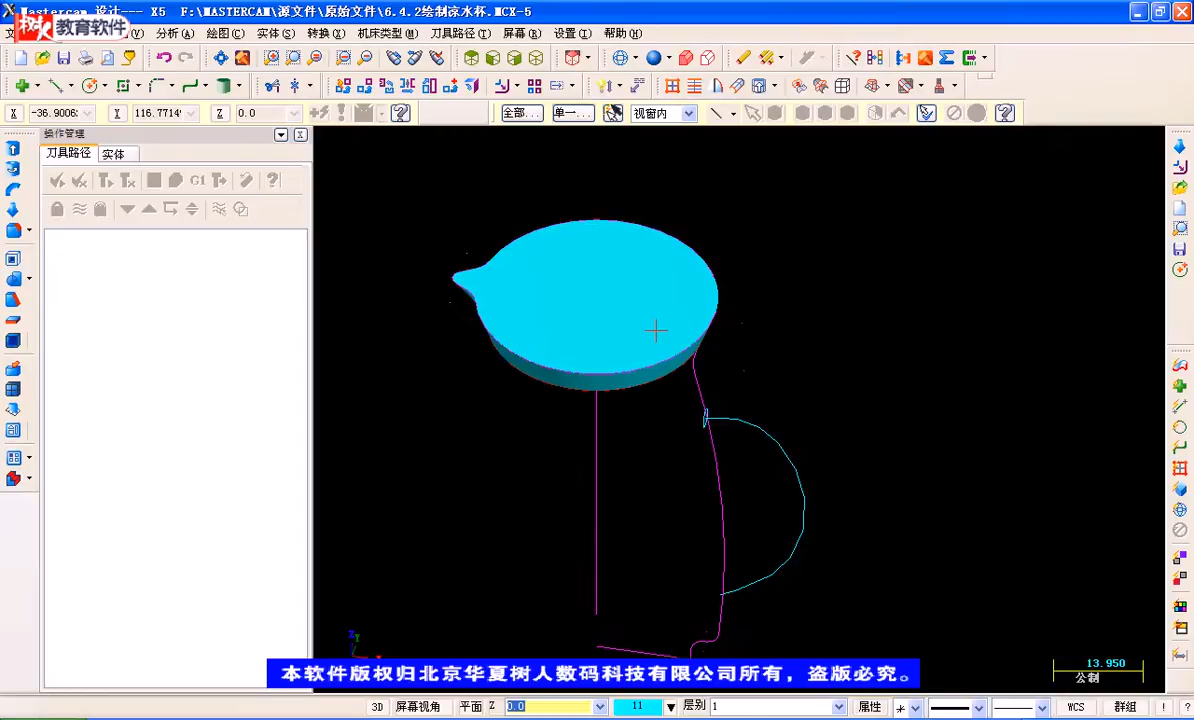 Mastercam 设计--- X5 F:\MASTERCAM\源文件\原始文件\6.4.2绘制凉水杯.MCX-5
树人教育软件
(V) 分析(A) 绘图(C) 实体(S) 转换(X) 机床类型(M) 刀具路径(T) 屏幕(R) 设置(I) 帮助(H)
X -36.9006 Y 116.7714 Z 0.0 全部... 单一... 视窗内
操作管理
刀具路径 实体
G1
13.950
公制
本软件版权归北京华夏树人数码科技有限公司所有，盗版必究。
3D 屏幕视角 平面 Z 0.0 11 层别 1 属性 WCS 群组 ! ?